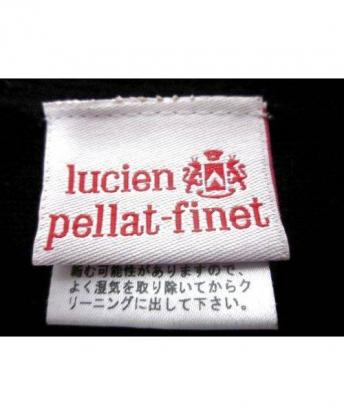 lucien
pellat-finet
縮む可能性がありますので、
よく湿気を取り除いてからク
リーニングに出して下さい。